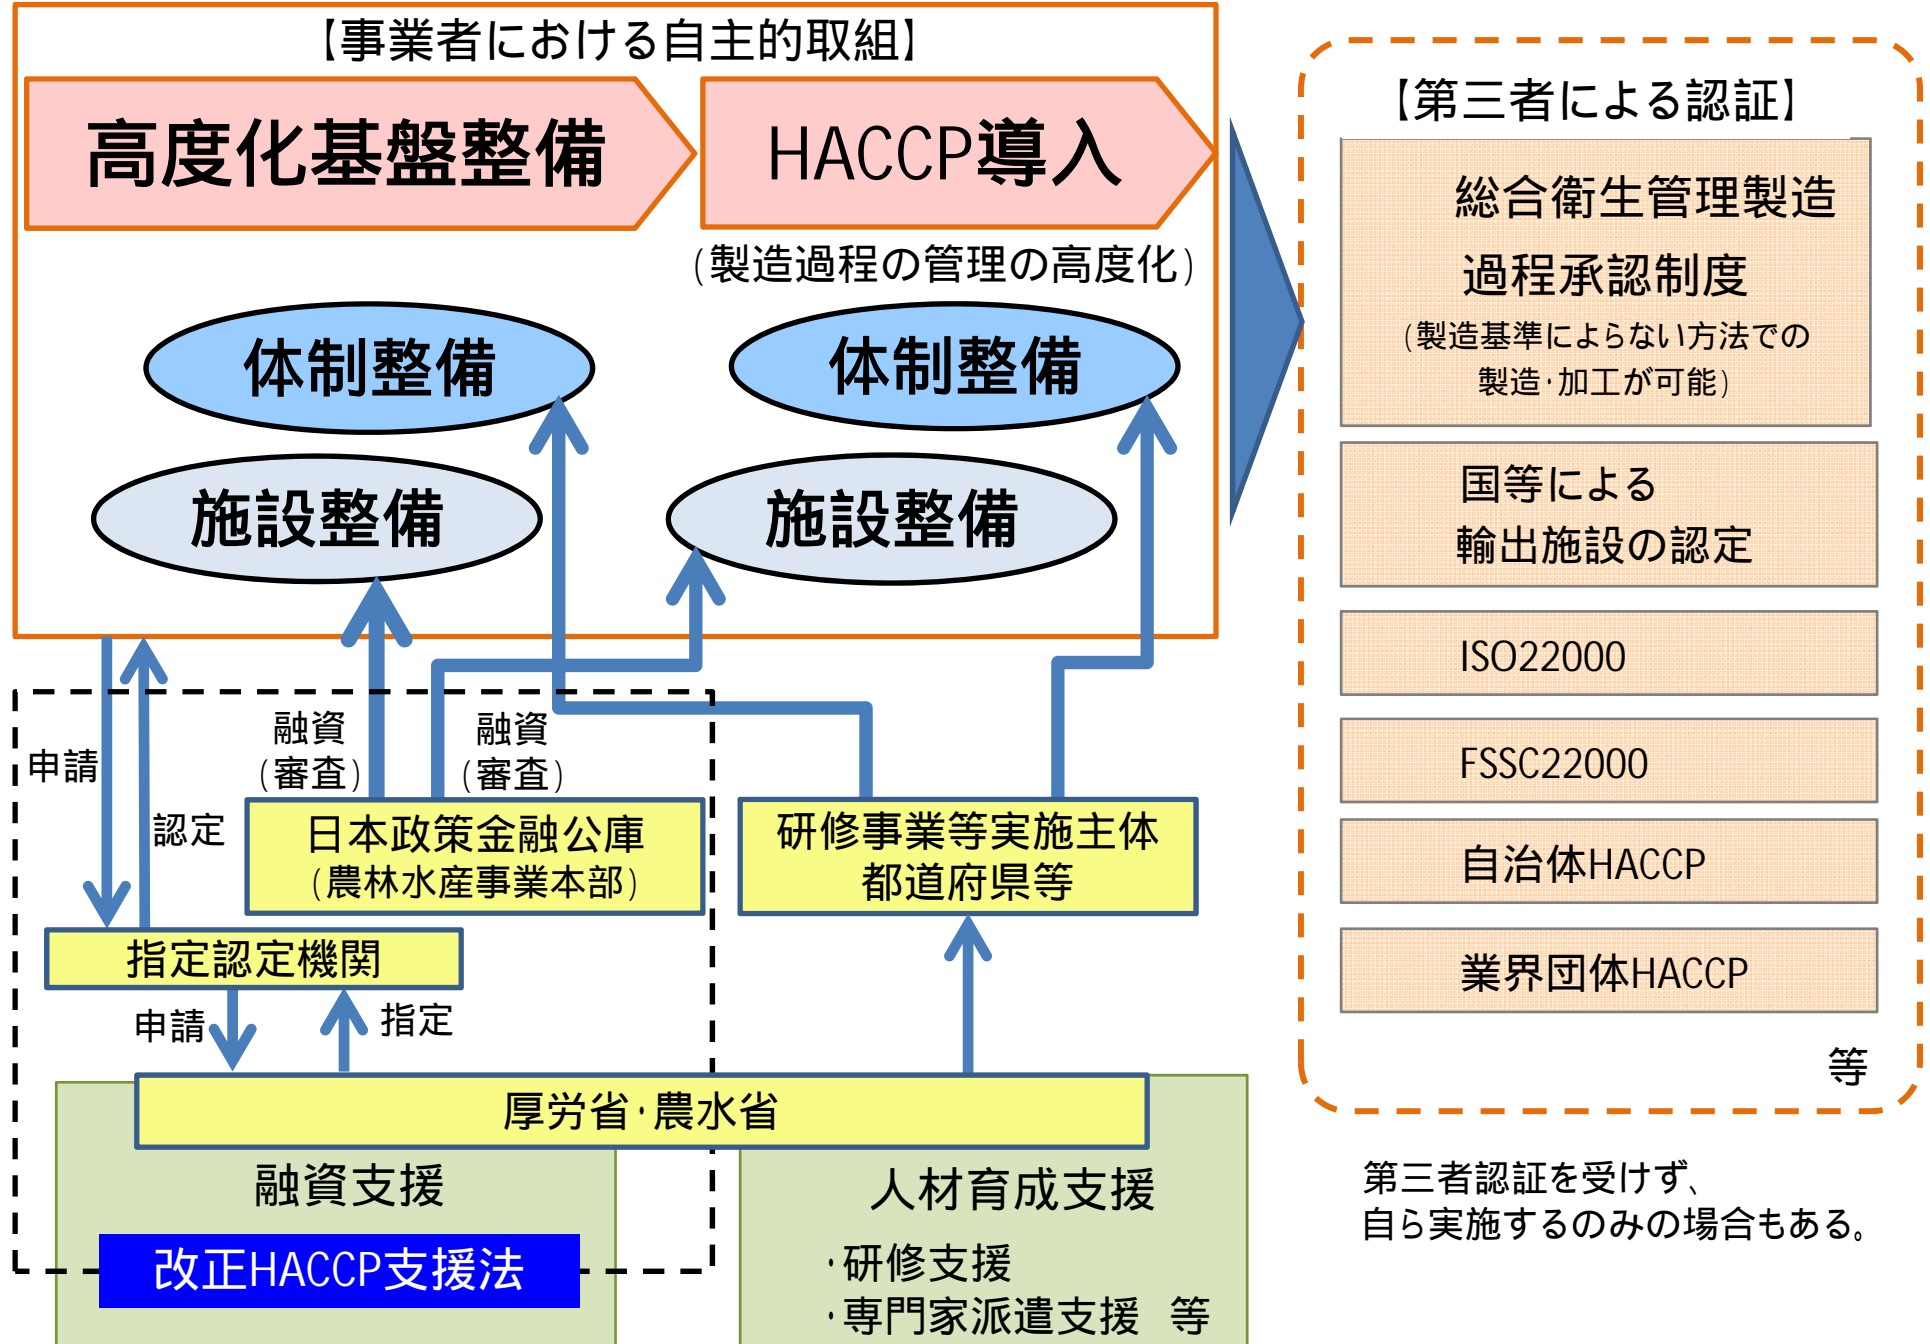 【事業者における自主的取組】
高度化基盤整備
HACCP導入
(製造過程の管理の高度化)
体制整備
体制整備
施設整備
施設整備
申請
認定
融資
(審査)
融資
(審査)
日本政策金融公庫
(農林水産事業本部)
研修事業等実施主体
都道府県等
指定認定機関
申請
指定
厚労省・農水省
融資支援
改正HACCP支援法
人材育成支援
・研修支援
・専門家派遣支援　等
【第三者による認証】
総合衛生管理製造
過程承認制度
(製造基準によらない方法での
製造・加工が可能)
国等による
輸出施設の認定
ISO22000
FSSC22000
自治体HACCP
業界団体HACCP
等
第三者認証を受けず、
自ら実施するのみの場合もある。